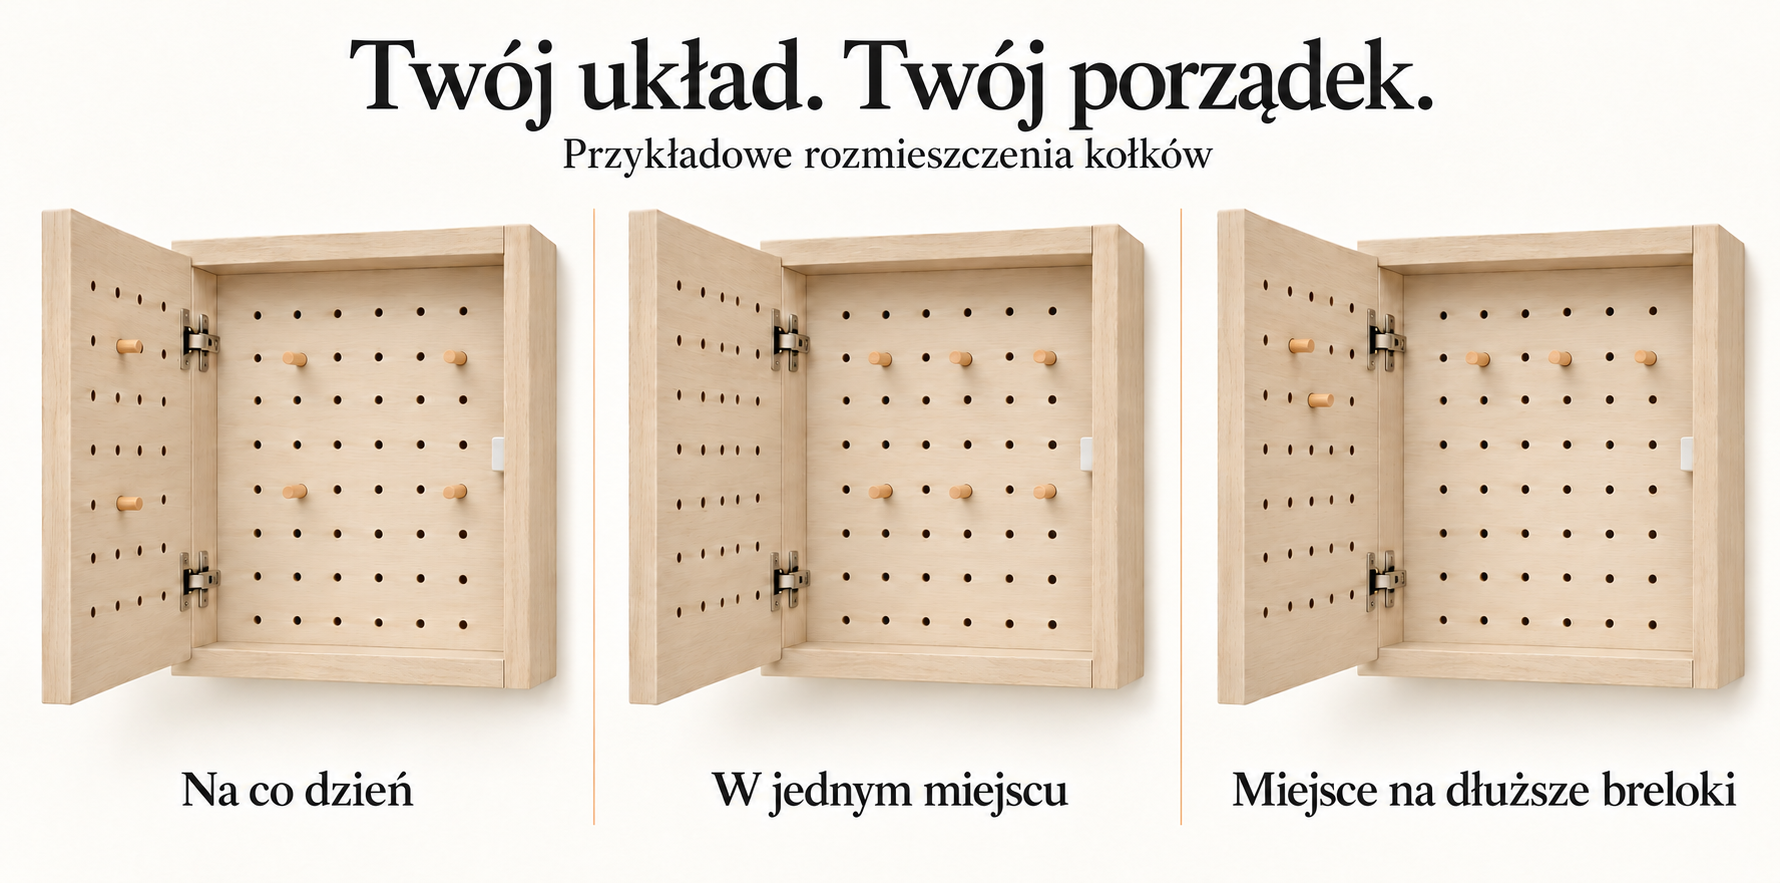 Twój układ. Twój porządek.
Przykładowe rozmieszczenia kołków
Na co dzień
W jednym miejscu
Miejsce na dłuższe breloki